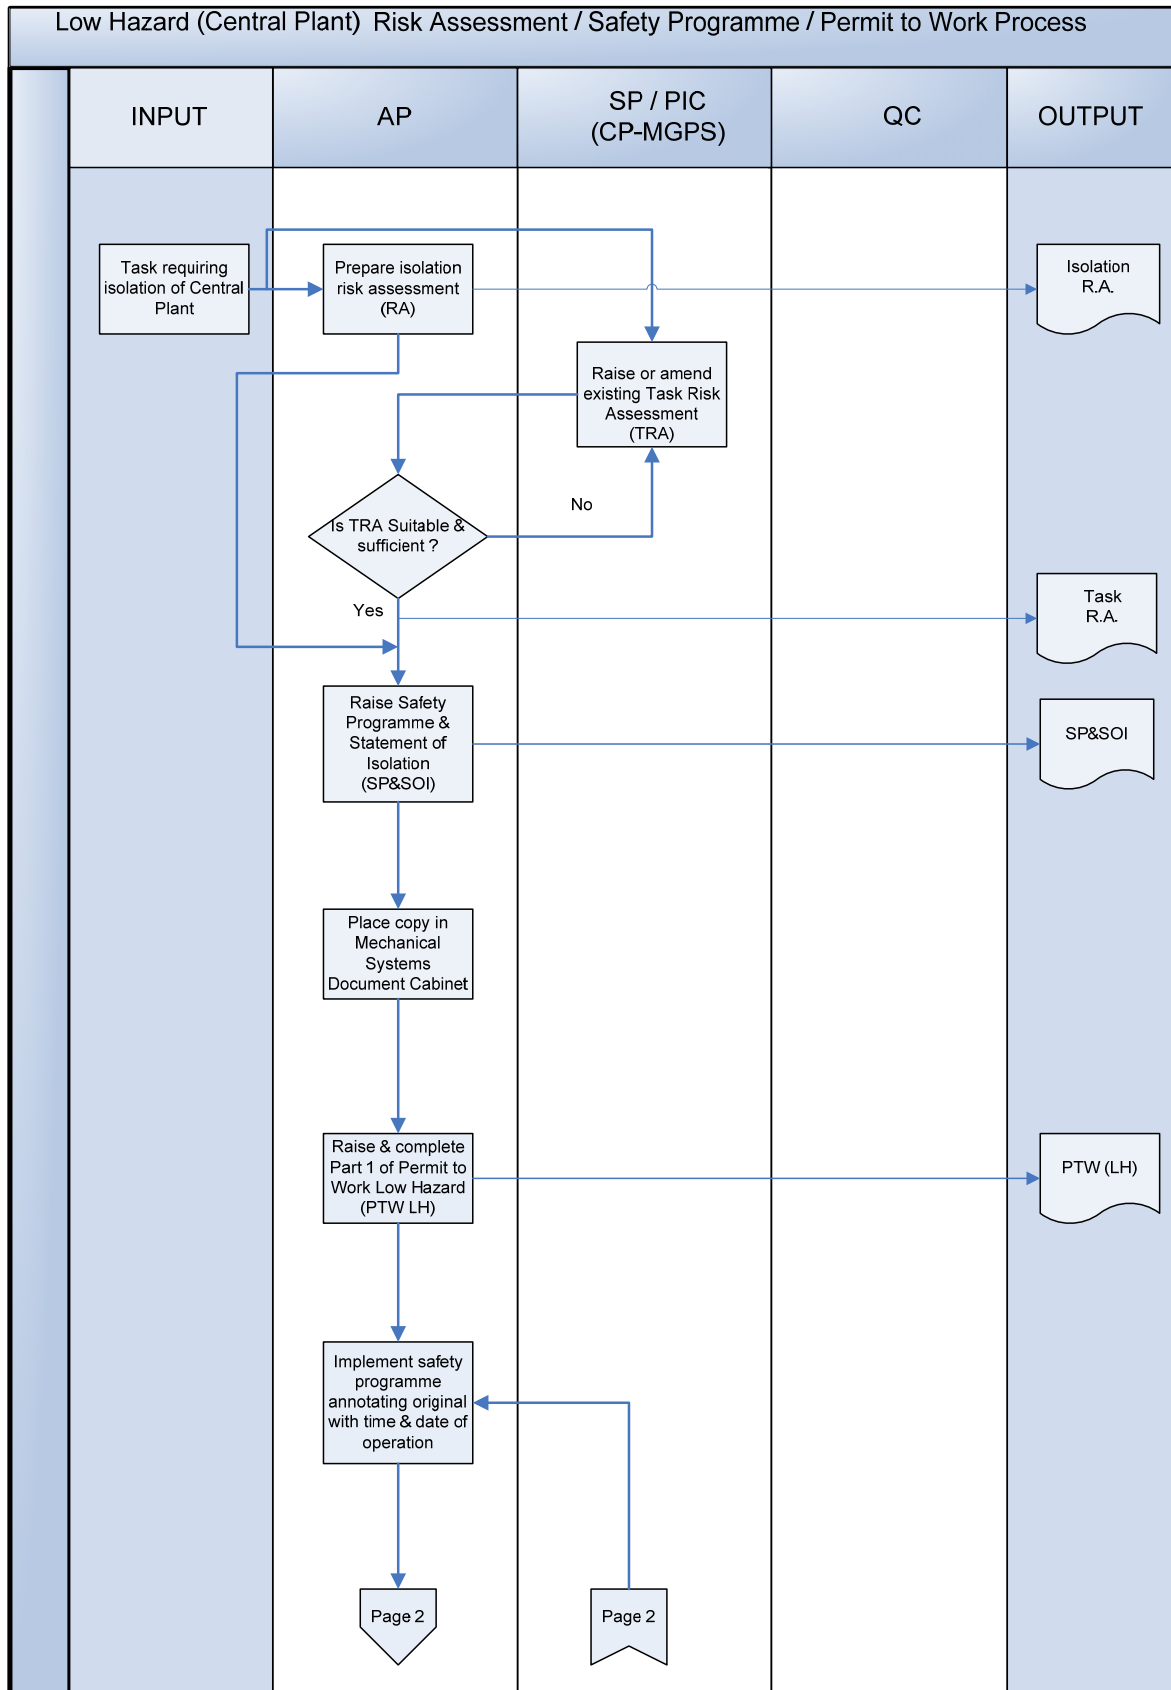 Low Hazard (Central Plant) Risk Assessment / Safety Programme / Permit to Work Process
INPUT
AP
SP / PIC
(CP-MGPS)
QC
OUTPUT
Task requiring
isolation of Central
Plant
Prepare isolation
risk assessment
(RA)
Isolation
R.A.
Raise or amend
existing Task Risk
Assessment
(TRA)
Is TRA Suitable &
sufficient ?
No
Yes
Task
R.A.
Raise Safety
Programme &
Statement of
Isolation
(SP&SOI)
SP&SOI
Place copy in
Mechanical
Systems
Document Cabinet
Raise & complete
Part 1 of Permit to
Work Low Hazard
(PTW LH)
PTW (LH)
Implement safety
programme
annotating original
with time & date of
operation
Page 2
Page 2